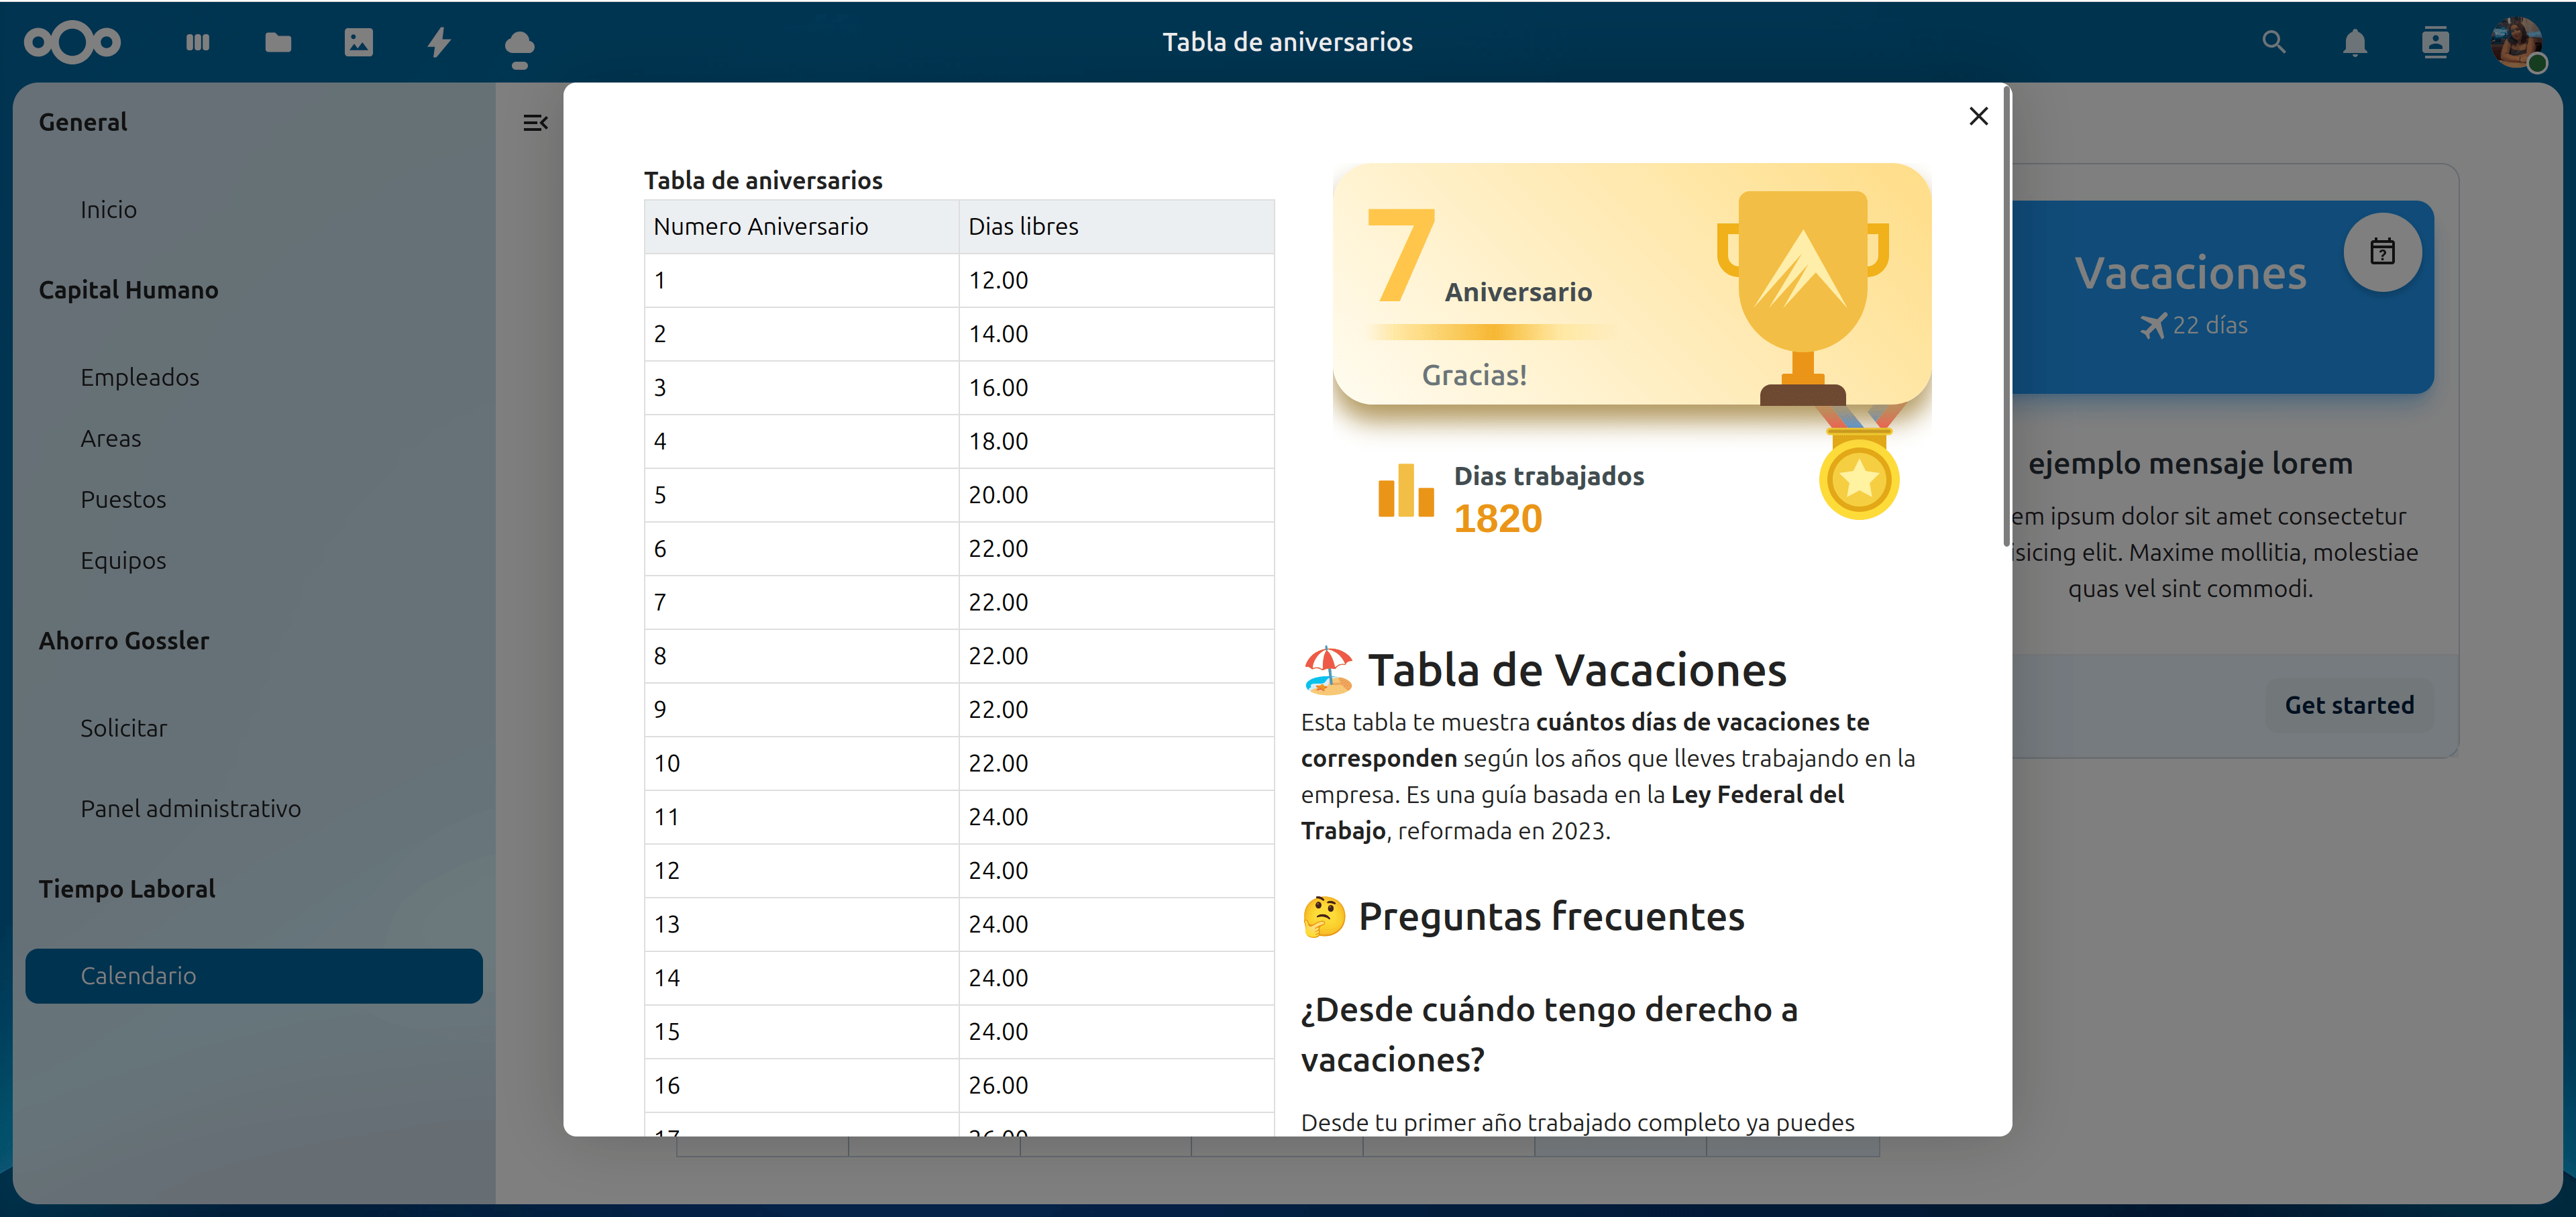 Tabla de aniversarios
General
Inicio
Capital Humano
Empleados
Areas
Puestos
Equipos
Ahorro Gossler
Solicitar
Panel administrativo
Tiempo Laboral
Calendario
Tabla de aniversarios
Numero Aniversario Dias libres
1 12.00
2 14.00
3 16.00
4 18.00
5 20.00
6 22.00
7 22.00
8 22.00
9 22.00
10 22.00
11 24.00
12 24.00
13 24.00
14 24.00
15 24.00
16 26.00
17 26.00
7 Aniversario
Gracias!
Dias trabajados
1820
🏖️ Tabla de Vacaciones
Esta tabla te muestra cuántos días de vacaciones te
corresponden según los años que lleves trabajando en la
empresa. Es una guía basada en la Ley Federal del
Trabajo, reformada en 2023.
🤔 Preguntas frecuentes
¿Desde cuándo tengo derecho a
vacaciones?
Desde tu primer año trabajado completo ya puedes
Vacaciones
22 días
ejemplo mensaje lorem
em ipsum dolor sit amet consectetur
isicing elit. Maxime mollitia, molestiae
quas vel sint commodi.
Get started